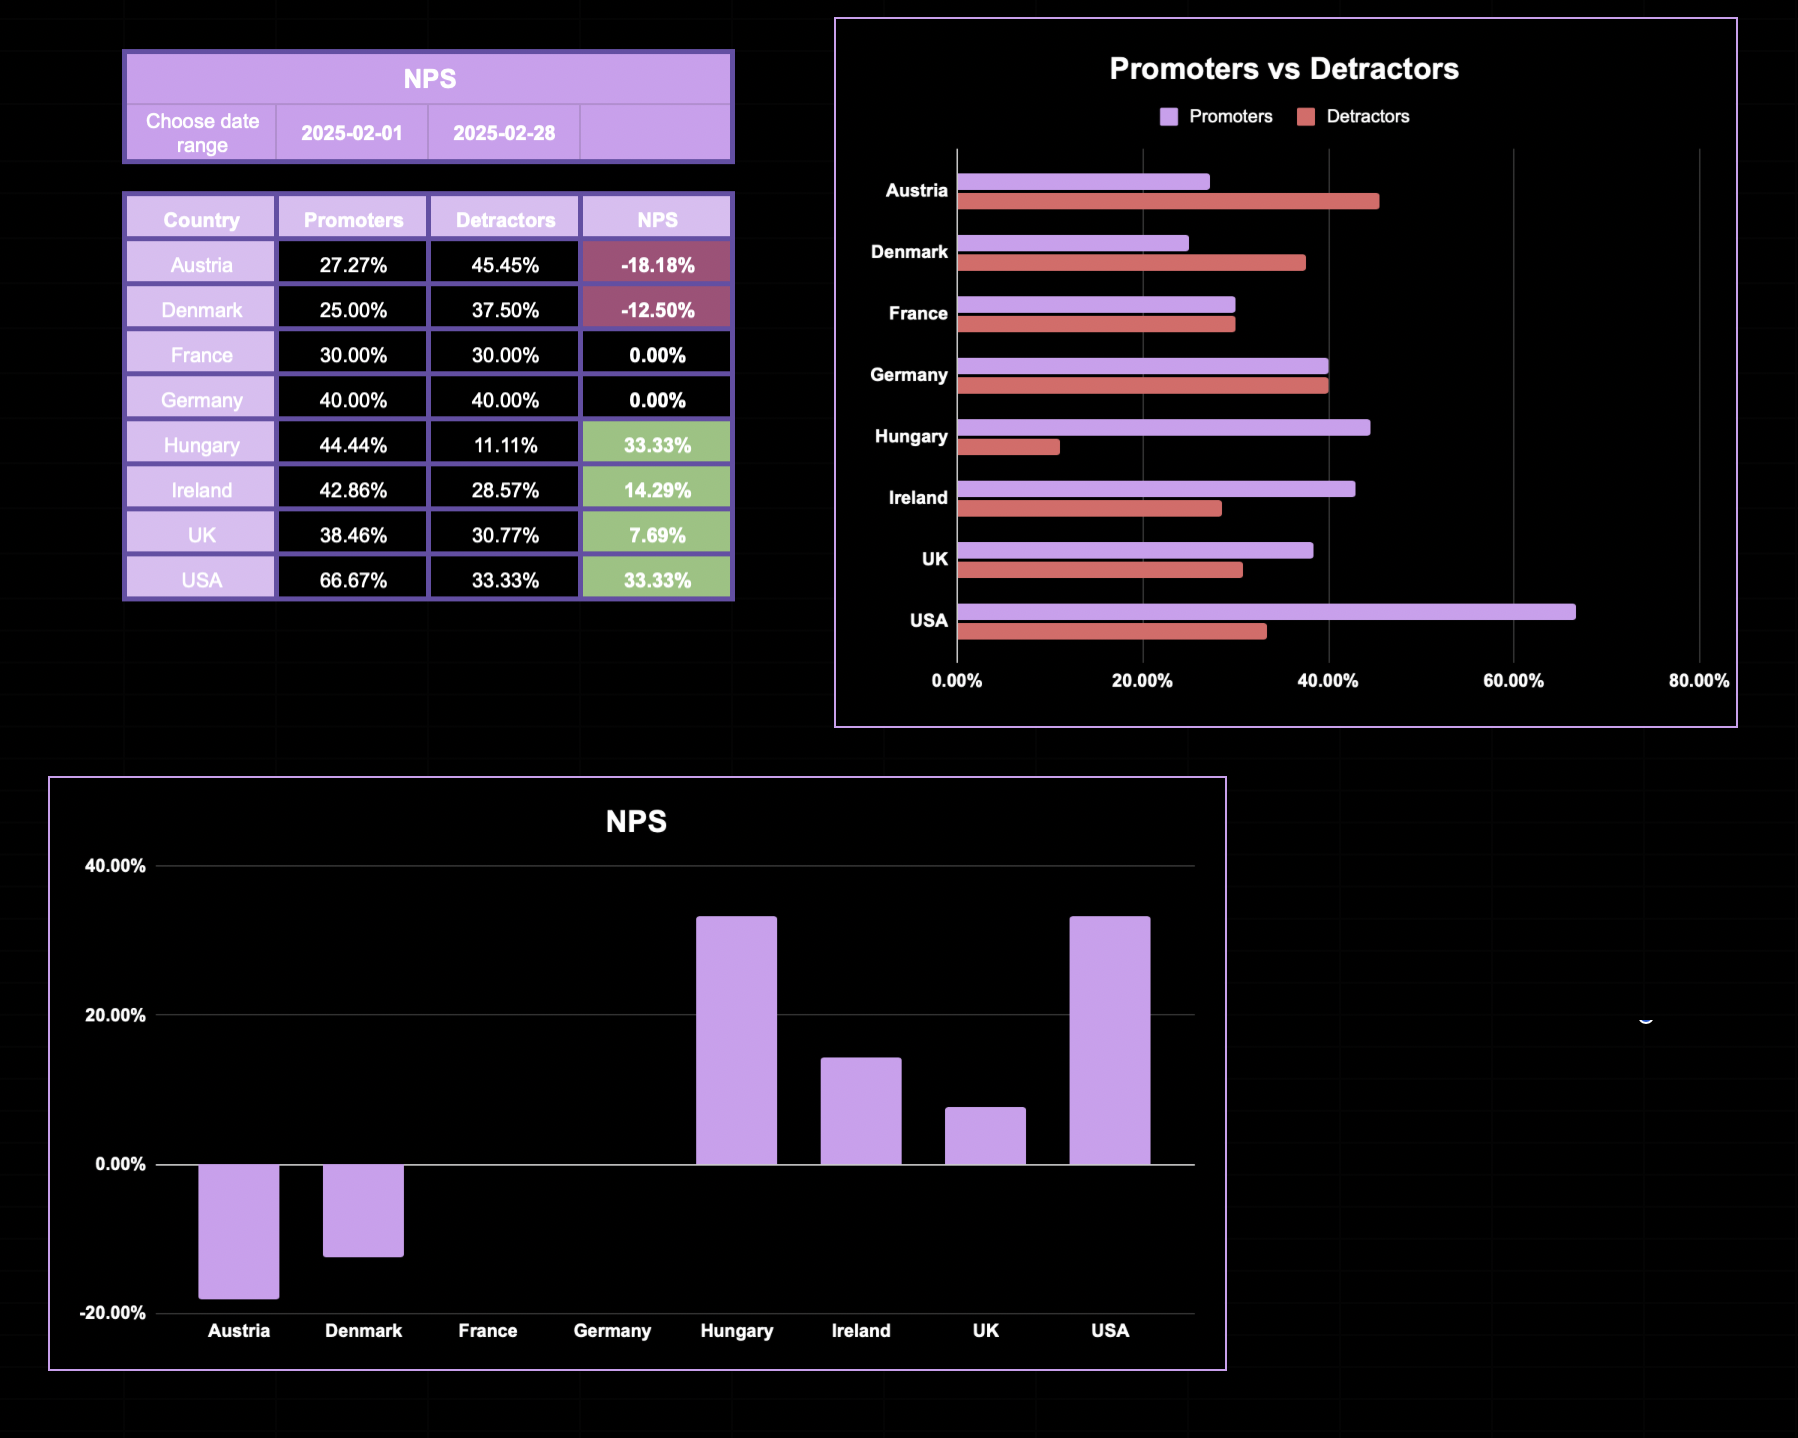 NPS
Choose date
range
2025-02-01
2025-02-28
Country Promoters Detractors NPS
Austria 27.27% 45.45% -18.18%
Denmark 25.00% 37.50% -12.50%
France 30.00% 30.00% 0.00%
Germany 40.00% 40.00% 0.00%
Hungary 44.44% 11.11% 33.33%
Ireland 42.86% 28.57% 14.29%
UK 38.46% 30.77% 7.69%
USA 66.67% 33.33% 33.33%
Promoters vs Detractors
Promoters Detractors
Austria
Denmark
France
Germany
Hungary
Ireland
UK
USA
0.00% 20.00% 40.00% 60.00% 80.00%
NPS
40.00%
20.00%
0.00%
-20.00%
Austria Denmark France Germany Hungary Ireland UK USA